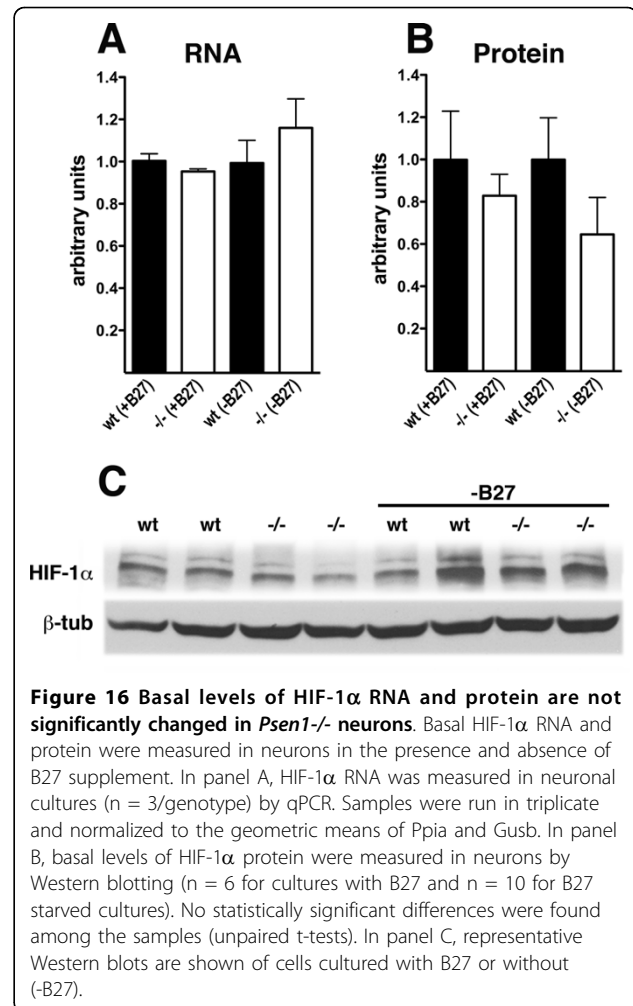 A
RNA
1.4
1.2
1.0
0.8
0.6
0.4
0.2
arbitrary units
wt (+B27)
-/- (+B27)
wt (-B27)
-/- (-B27)
B
Protein
1.4
1.2
1.0
0.8
0.6
0.4
0.2
arbitrary units
wt (+B27)
-/- (+B27)
wt (-B27)
-/- (-B27)
C
-B27
wt wt -/- -/- wt wt -/- -/-
HIF-1α
β-tub
Figure 16 Basal levels of HIF-1α RNA and protein are not
significantly changed in Psen1-/- neurons. Basal HIF-1α RNA and
protein were measured in neurons in the presence and absence of
B27 supplement. In panel A, HIF-1α RNA was measured in neuronal
cultures (n = 3/genotype) by qPCR. Samples were run in triplicate
and normalized to the geometric means of Ppia and Gusb. In panel
B, basal levels of HIF-1α protein were measured in neurons by
Western blotting (n = 6 for cultures with B27 and n = 10 for B27
starved cultures). No statistically significant differences were found
among the samples (unpaired t-tests). In panel C, representative
Western blots are shown of cells cultured with B27 or without
(-B27).